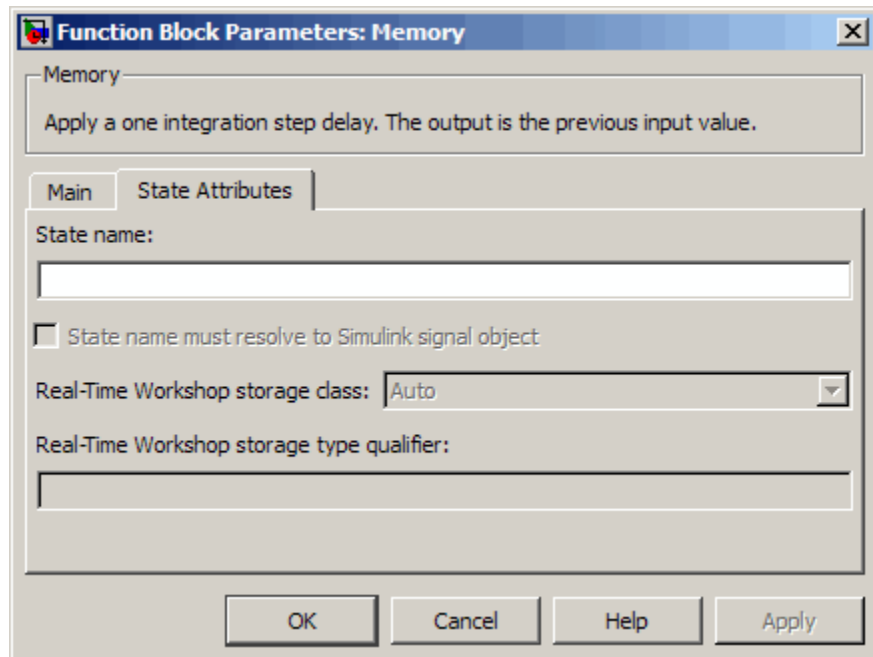 Function Block Parameters: Memory
Memory
Apply a one integration step delay. The output is the previous input value.
Main State Attributes
State name:
State name must resolve to Simulink signal object
Real-Time Workshop storage class: Auto
Real-Time Workshop storage type qualifier:
OK Cancel Help Apply